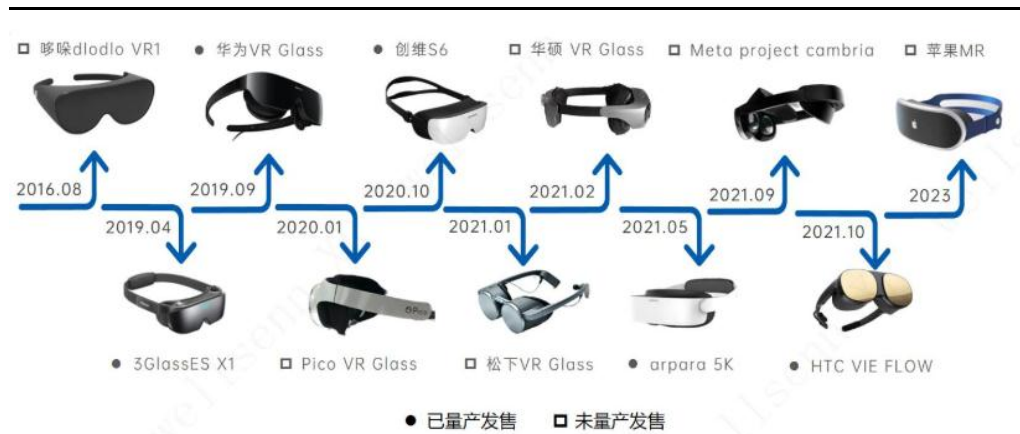 哆哚dlodlo VR1
华为VR Glass
创维S6
华硕 VR Glass
Meta project cambria
苹果MR
2016.08
2019.09
2020.10
2021.02
2021.09
2023
2019.04
2020.01
2021.01
2021.05
2021.10
Pico
3GlassES X1
Pico VR Glass
松下VR Glass
arpara 5K
HTC VIE FLOW
已量产发售
未量产发售